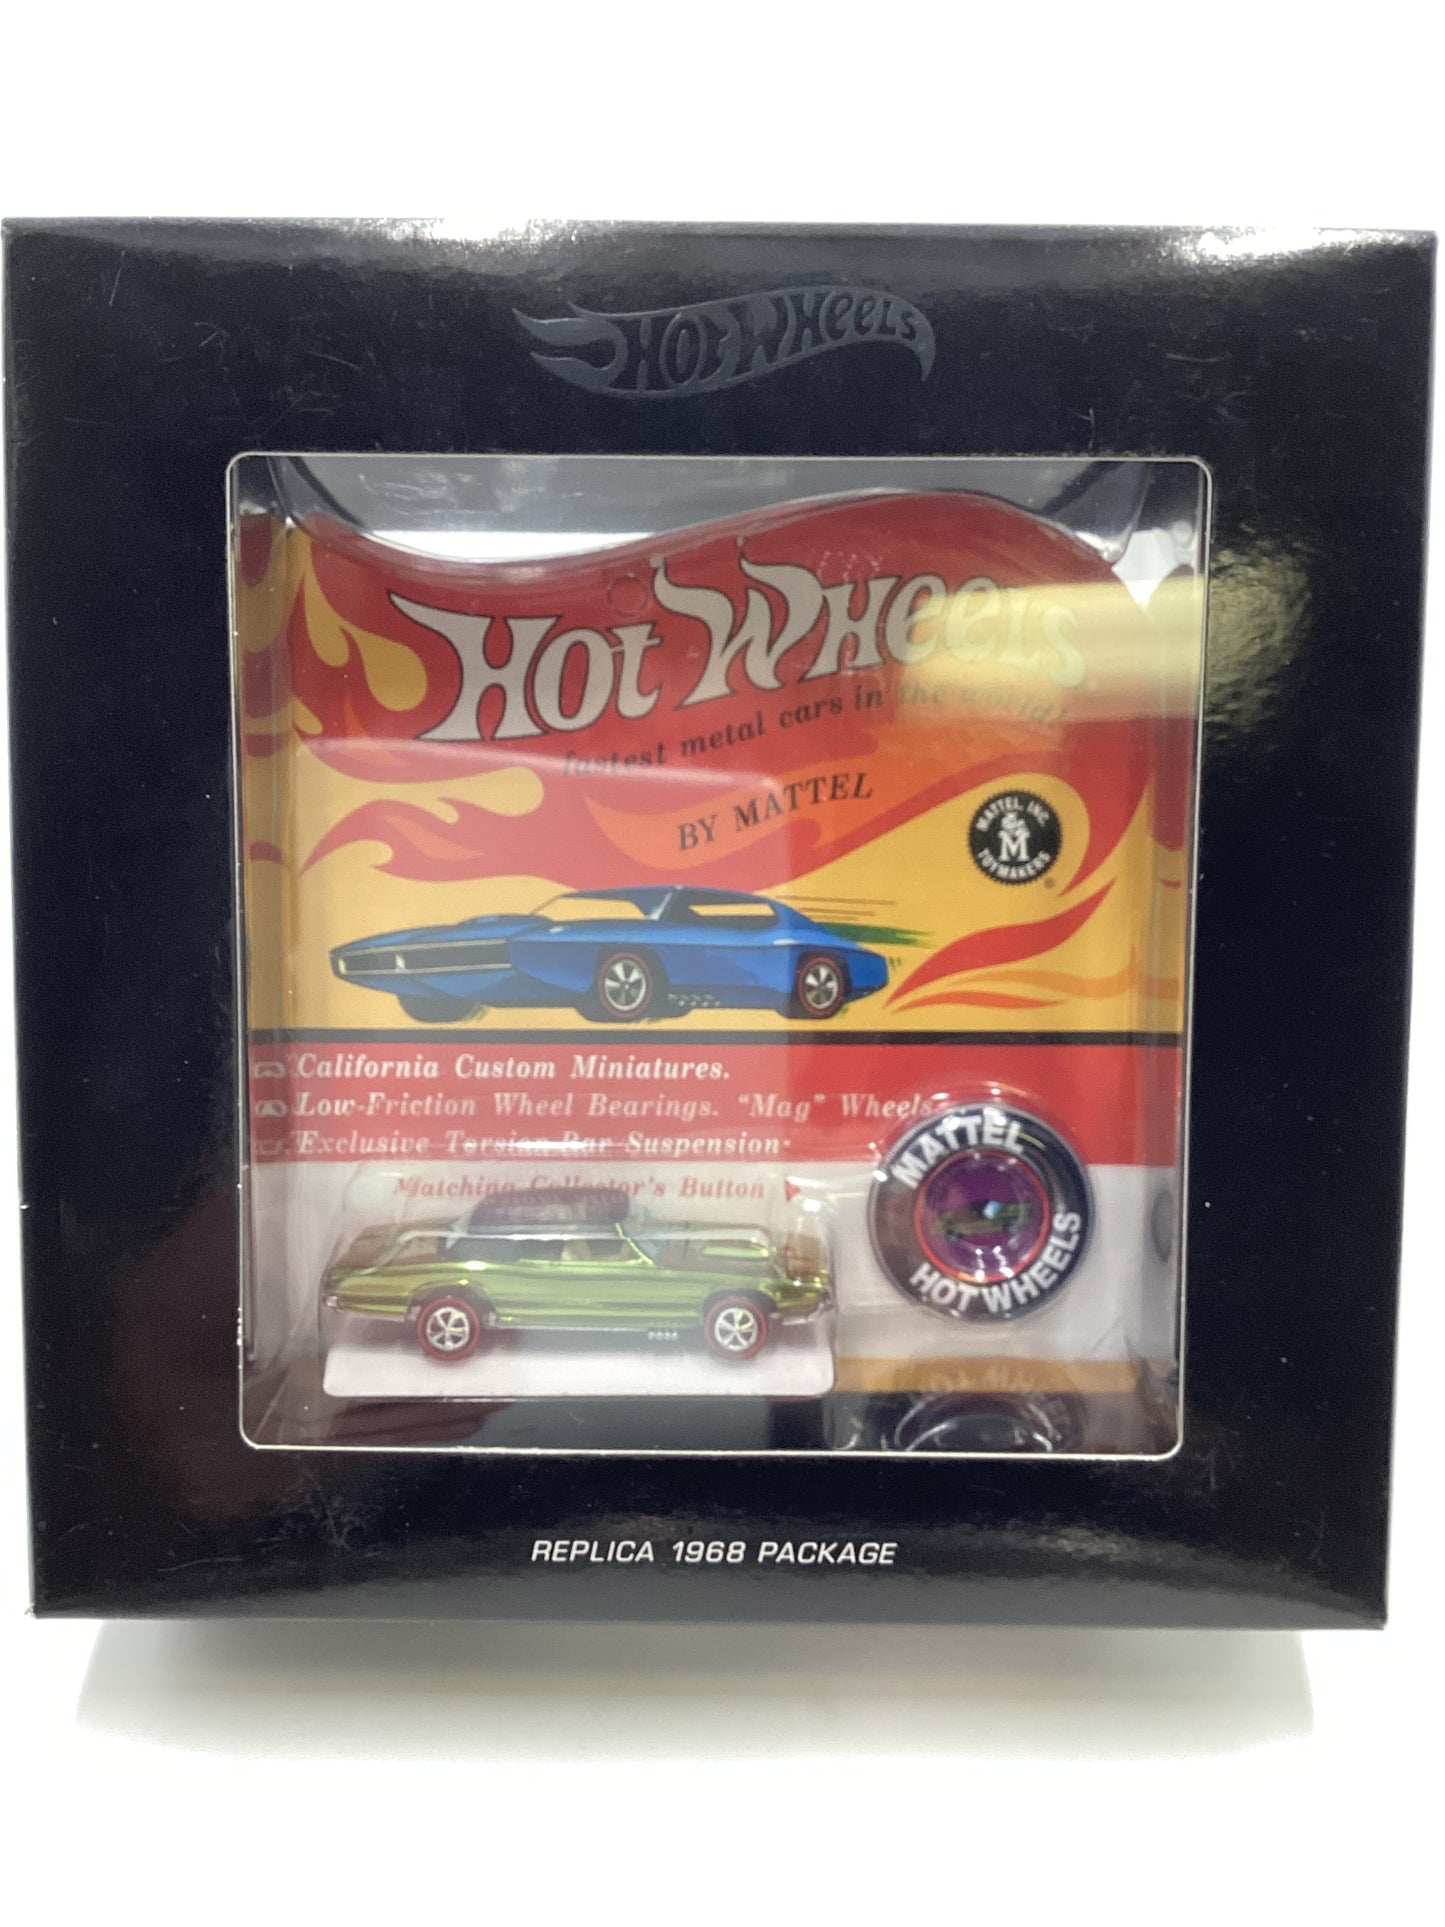 HOT WHEELS
HOT WHEELS
fastest metal cars in the world!
BY MATTEL
MATTEL, INC.
M
TOYMAKERS
®
California Custom Miniatures.
Low-Friction Wheel Bearings. "Mag" Wheels.
Exclusive Torsion Bar Suspension.
Matching Collector's Button
MATTEL
HOT WHEELS
REPLICA 1968 PACKAGE